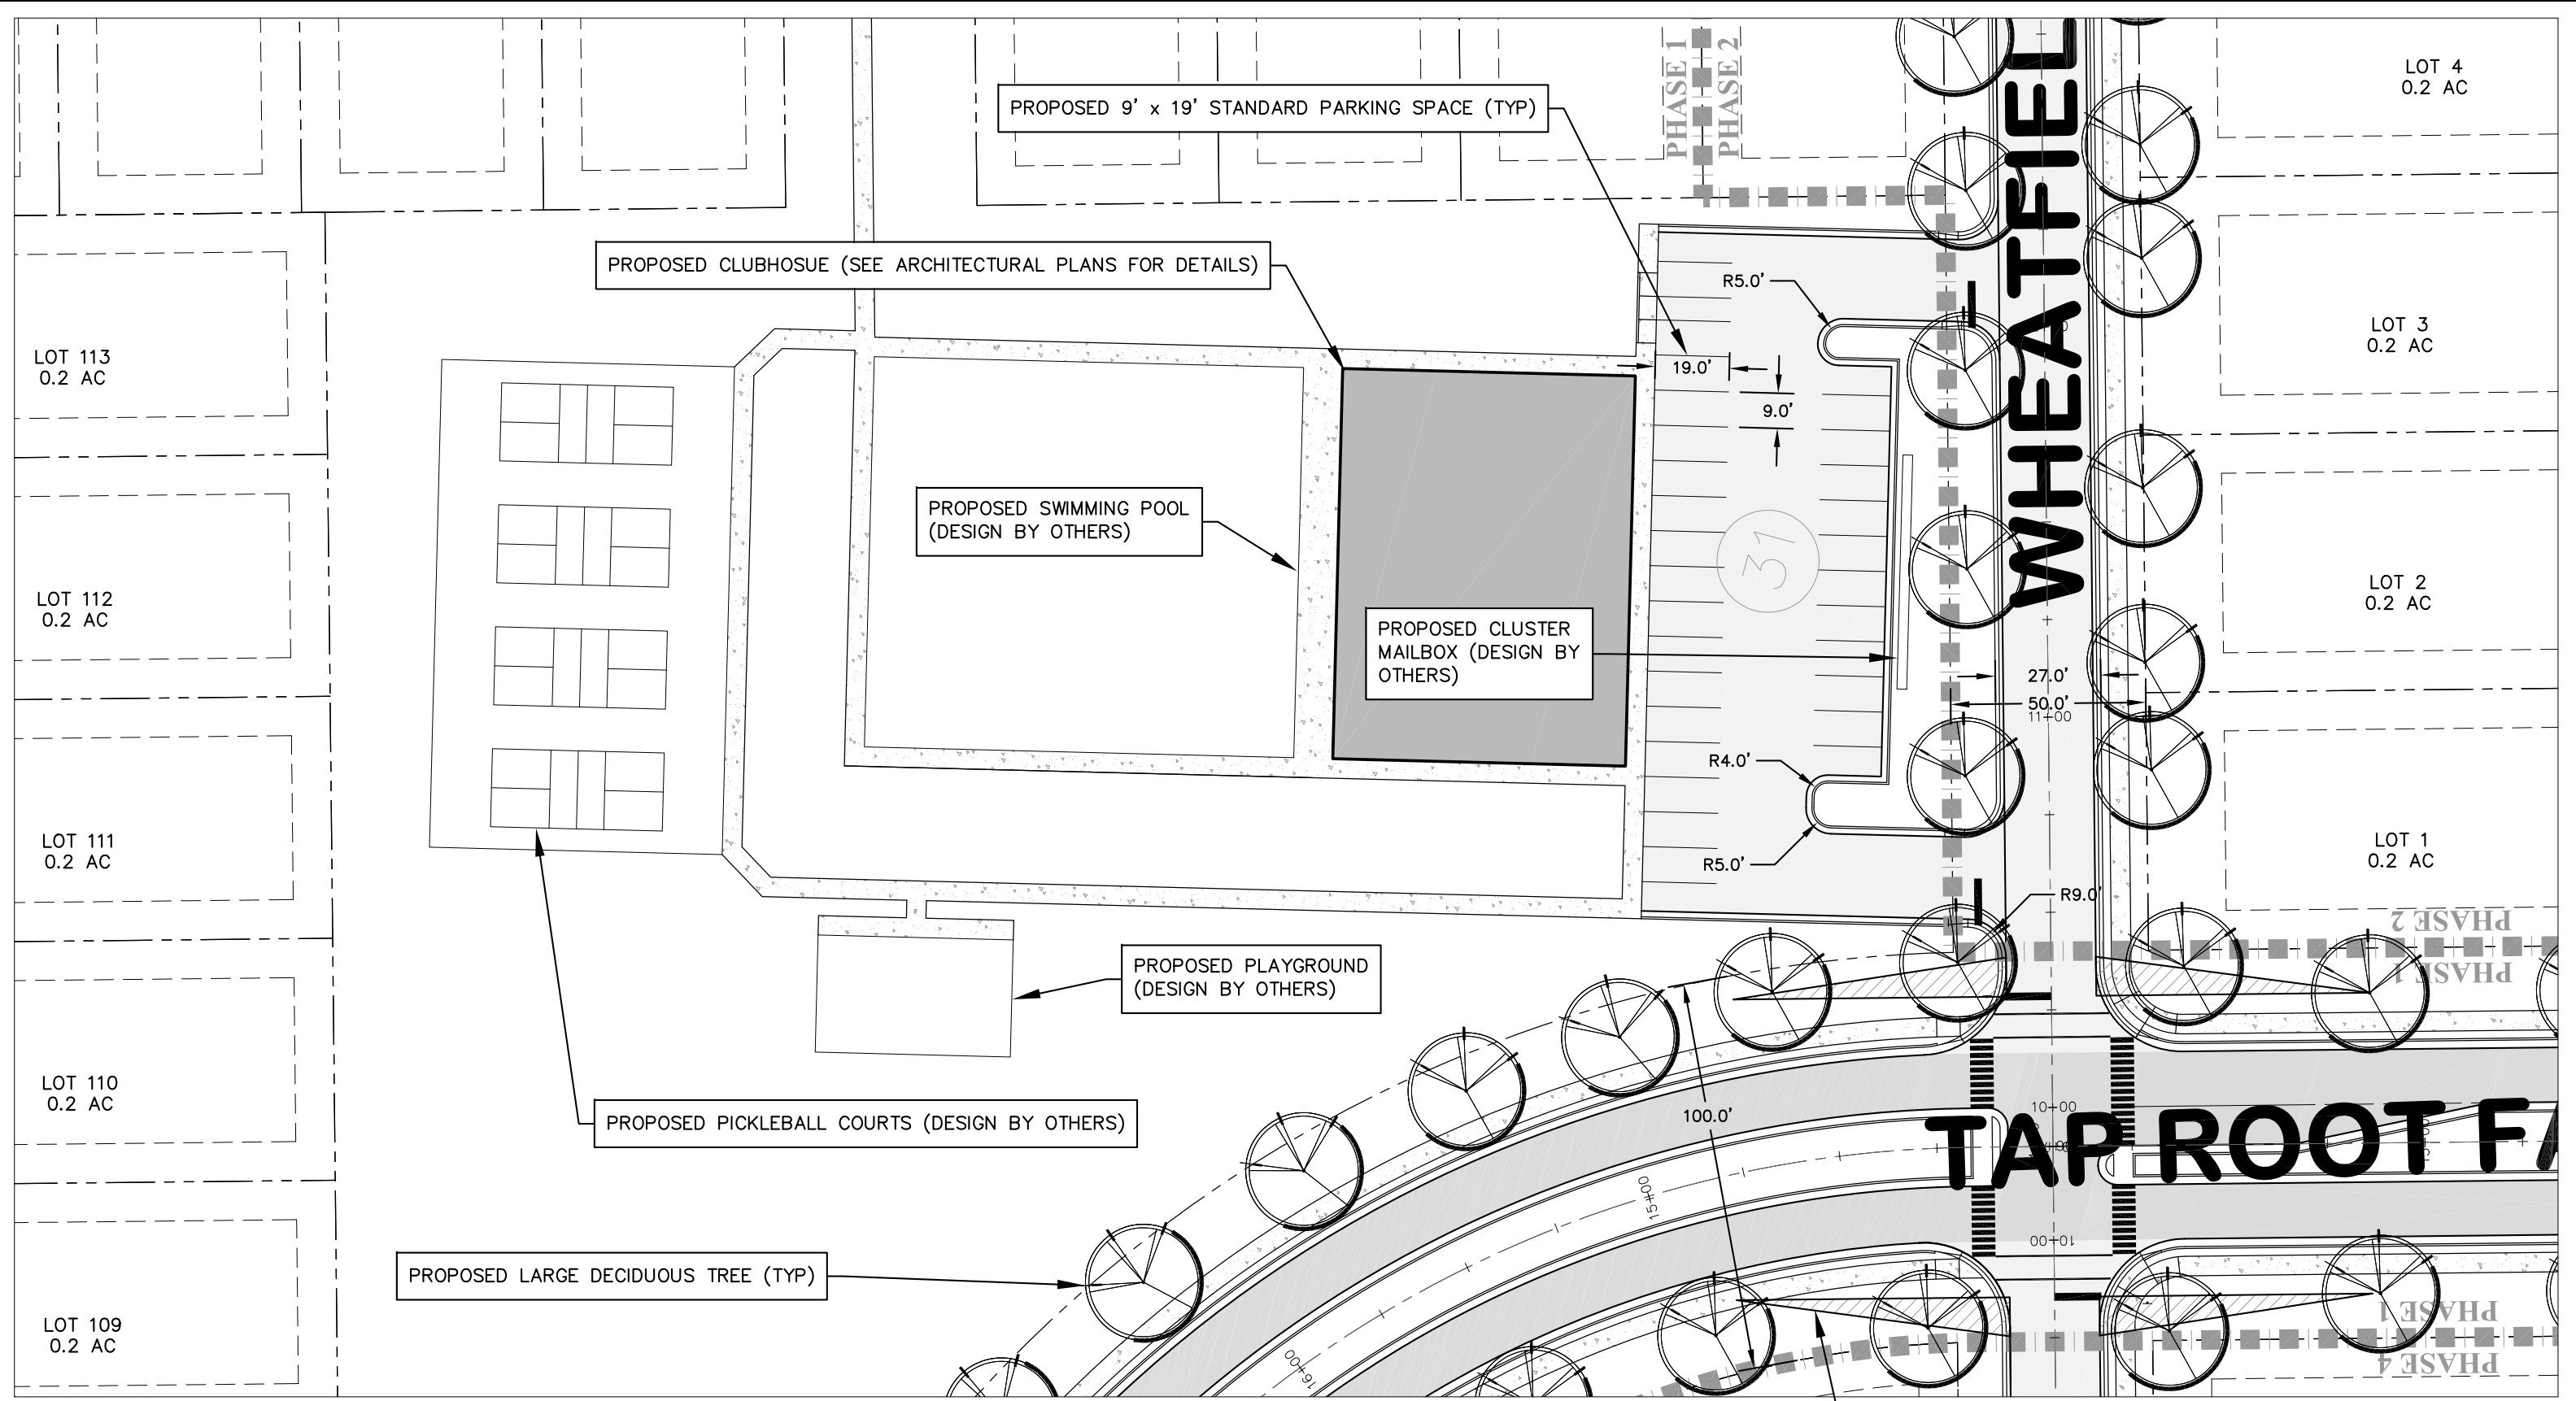 PHASE 1
PHASE 2
LOT 4
0.2 AC
PROPOSED 9' x 19' STANDARD PARKING SPACE (TYP)
WHEATFIEL
PROPOSED CLUBHOSUE (SEE ARCHITECTURAL PLANS FOR DETAILS)
R5.0'
LOT 3
0.2 AC
LOT 113
0.2 AC
19.0'
9.0'
PROPOSED SWIMMING POOL
(DESIGN BY OTHERS)
31
LOT 2
0.2 AC
LOT 112
0.2 AC
PROPOSED CLUSTER
MAILBOX (DESIGN BY
OTHERS)
27.0'
50.0'
11+00
R4.0'
LOT 111
0.2 AC
LOT 1
0.2 AC
R5.0'
R9.0'
PHASE 2
PHASE 1
PROPOSED PLAYGROUND
(DESIGN BY OTHERS)
LOT 110
0.2 AC
PROPOSED PICKLEBALL COURTS (DESIGN BY OTHERS)
100.0'
10+00
TAP ROOT FA
15+00
10+00
PROPOSED LARGE DECIDUOUS TREE (TYP)
LOT 109
0.2 AC
16+00
PHASE 1
PHASE 4